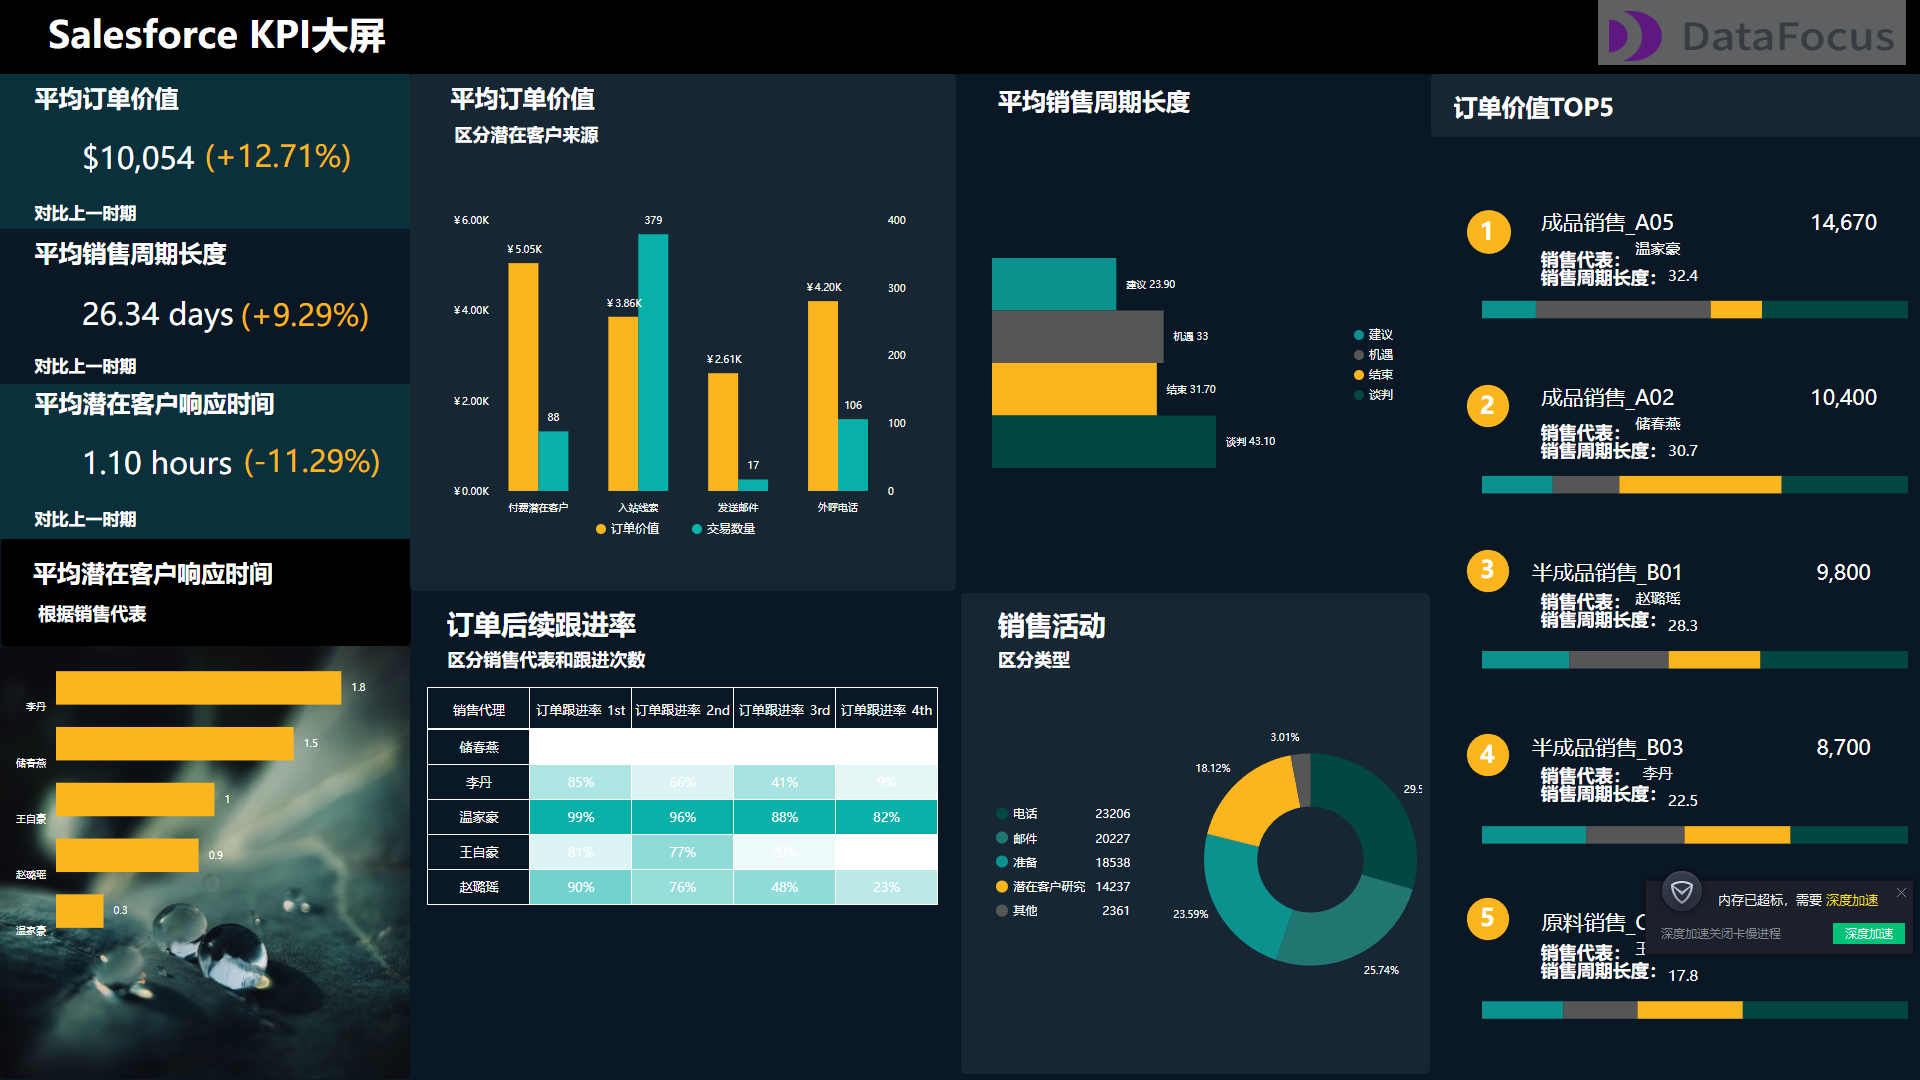 Salesforce KPI大屏
DataFocus
平均订单价值
$10,054 (+12.71%)
对比上一时期
平均销售周期长度
26.34 days (+9.29%)
对比上一时期
平均潜在客户响应时间
1.10 hours (-11.29%)
对比上一时期
平均潜在客户响应时间
根据销售代表
李丹 1.8
储春燕 1.5
王自豪 1
赵璐瑶 0.9
温家豪 0.3
平均订单价值
区分潜在客户来源
¥6.00K
¥4.00K
¥2.00K
¥0.00K
400
300
200
100
0
¥5.05K
88
¥3.86K
379
¥2.61K
17
¥4.20K
106
付费潜在客户 入站线索 发送邮件 外呼电话
订单价值 交易数量
订单后续跟进率
区分销售代表和跟进次数
销售代理 订单跟进率 1st 订单跟进率 2nd 订单跟进率 3rd 订单跟进率 4th
储春燕
李丹 85% 66% 41% 9%
温家豪 99% 96% 88% 82%
王自豪 81% 77% 20%
赵璐瑶 90% 76% 48% 23%
平均销售周期长度
建议 23.90
机遇 33
结束 31.70
谈判 43.10
建议
机遇
结束
谈判
销售活动
区分类型
电话 23206
邮件 20227
准备 18538
潜在客户研究 14237
其他 2361
3.01%
18.12%
29.5
23.59%
25.74%
订单价值TOP5
1 成品销售_A05 14,670
销售代表： 温家豪
销售周期长度： 32.4
2 成品销售_A02 10,400
销售代表： 储春燕
销售周期长度： 30.7
3 半成品销售_B01 9,800
销售代表： 赵璐瑶
销售周期长度： 28.3
4 半成品销售_B03 8,700
销售代表： 李丹
销售周期长度： 22.5
5 原料销售_C
销售代表： 王
销售周期长度： 17.8
内存已超标，需要 深度加速
深度加速关闭卡慢进程
深度加速